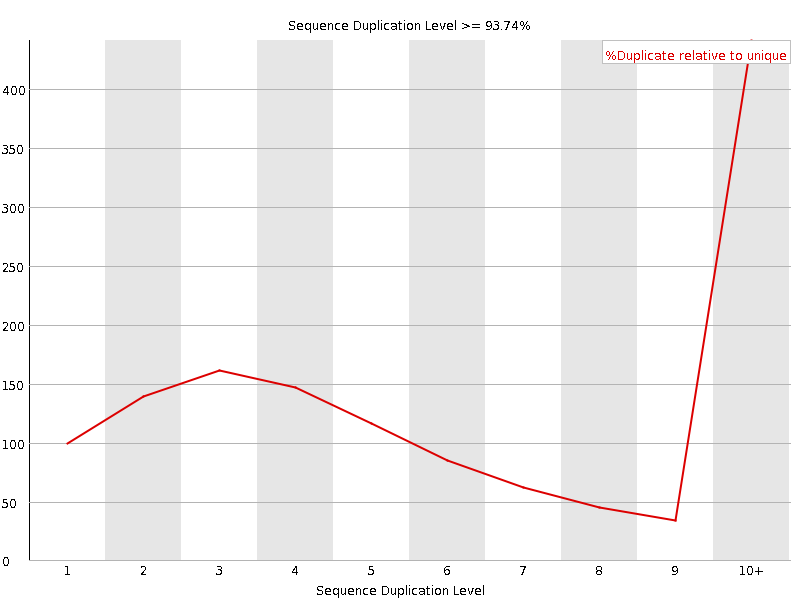 Sequence Duplication Level >= 93.74%
%Duplicate relative to unique
400
350
300
250
200
150
100
50
0
1 2 3 4 5 6 7 8 9 10+
Sequence Duplication Level